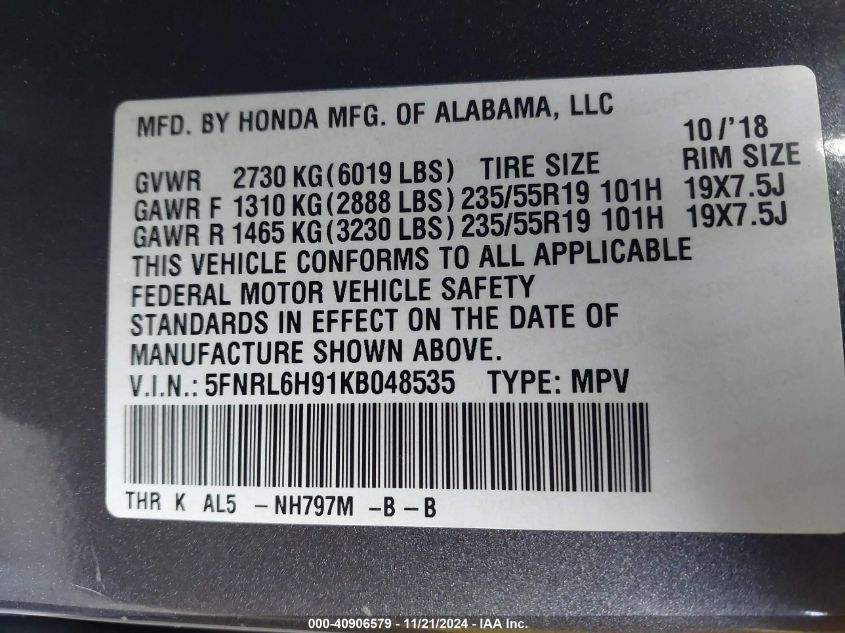 MFD. BY HONDA MFG. OF ALABAMA, LLC
10/'18
GVWR 2730 KG(6019 LBS) TIRE SIZE RIM SIZE
GAWR F 1310 KG(2888 LBS) 235/55R19 101H 19X7.5J
GAWR R 1465 KG(3230 LBS) 235/55R19 101H 19X7.5J
THIS VEHICLE CONFORMS TO ALL APPLICABLE
FEDERAL MOTOR VEHICLE SAFETY
STANDARDS IN EFFECT ON THE DATE OF
MANUFACTURE SHOWN ABOVE.
V.I.N.: 5FNRL6H91KB048535 TYPE: MPV
THR K AL5 -NH797M -B-B
000-40906579 - 11/21/2024 - IAA Inc.